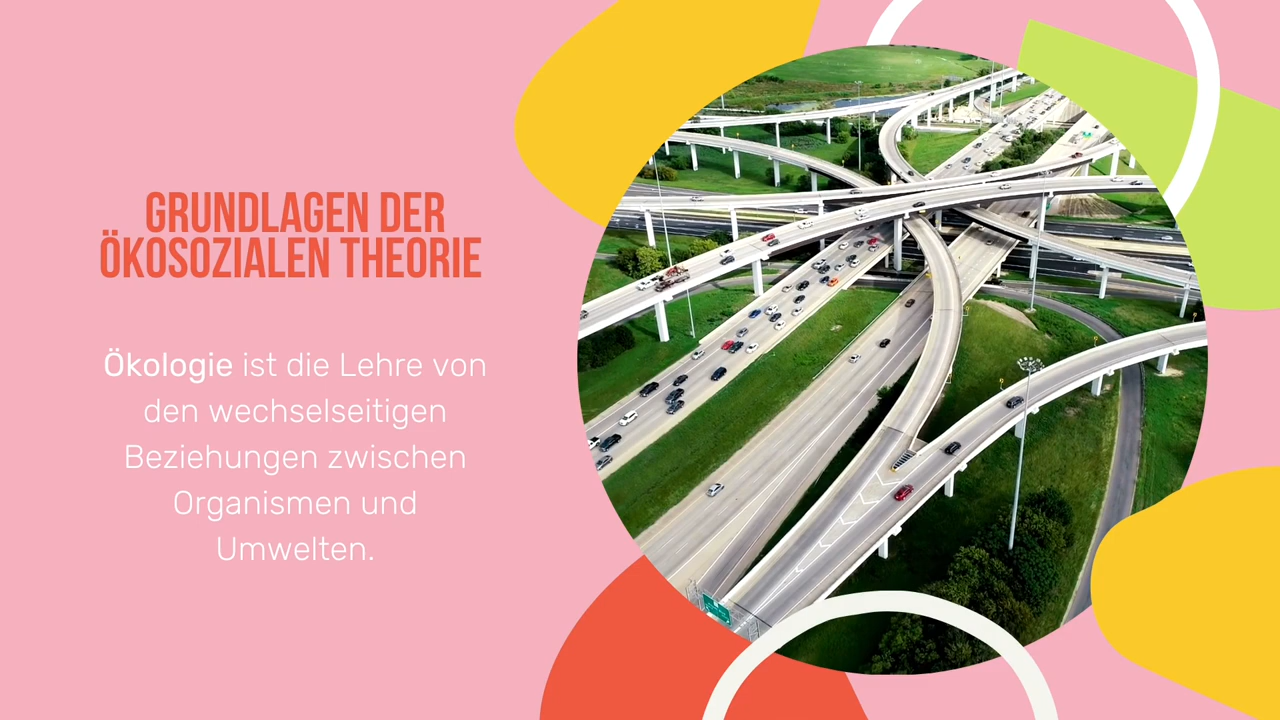 GRUNDLAGEN DER
ÖKOSOZIALEN THEORIE
Ökologie ist die Lehre von
den wechselseitigen
Beziehungen zwischen
Organismen und
Umwelten.